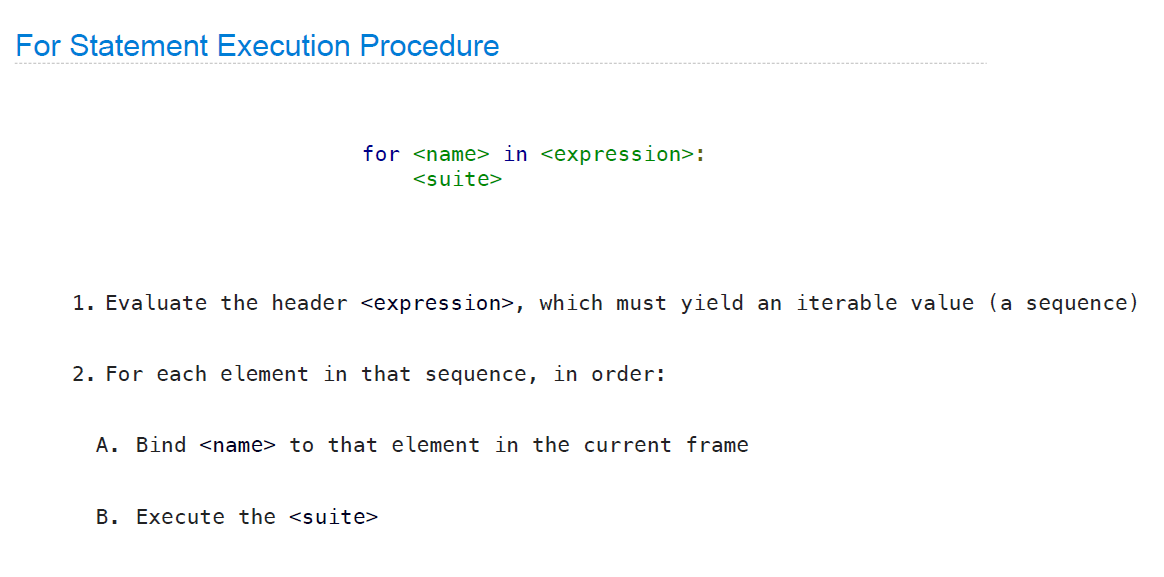 For Statement Execution Procedure
for <name> in <expression>:
<suite>
1. Evaluate the header <expression>, which must yield an iterable value (a sequence)
2. For each element in that sequence, in order:
A. Bind <name> to that element in the current frame
B. Execute the <suite>